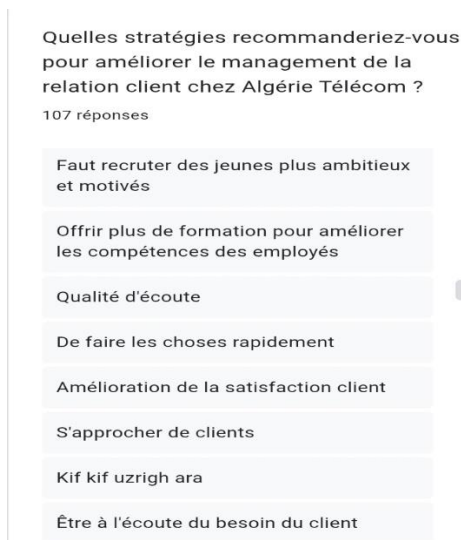 Quelles stratégies recommanderiez-vous
pour améliorer le management de la
relation client chez Algérie Télécom ?
107 réponses
Faut recruter des jeunes plus ambitieux
et motivés
Offrir plus de formation pour améliorer
les compétences des employés
Qualité d'écoute
De faire les choses rapidement
Amélioration de la satisfaction client
S'approcher de clients
Kif kif uzrigh ara
Être à l'écoute du besoin du client